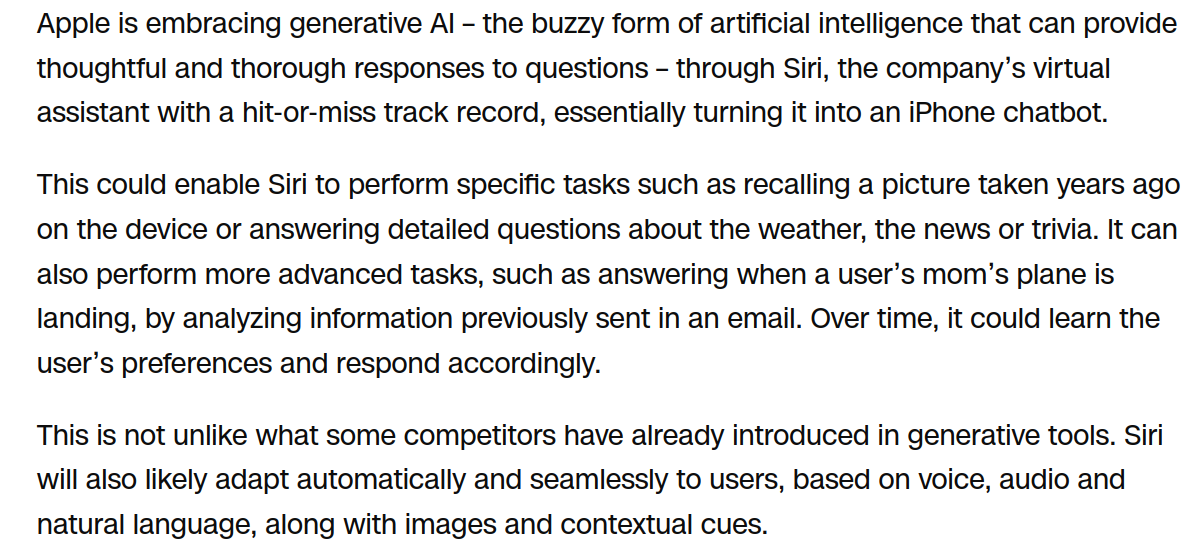 Apple is embracing generative AI – the buzzy form of artificial intelligence that can provide
thoughtful and thorough responses to questions – through Siri, the company’s virtual
assistant with a hit-or-miss track record, essentially turning it into an iPhone chatbot.
This could enable Siri to perform specific tasks such as recalling a picture taken years ago
on the device or answering detailed questions about the weather, the news or trivia. It can
also perform more advanced tasks, such as answering when a user’s mom’s plane is
landing, by analyzing information previously sent in an email. Over time, it could learn the
user’s preferences and respond accordingly.
This is not unlike what some competitors have already introduced in generative tools. Siri
will also likely adapt automatically and seamlessly to users, based on voice, audio and
natural language, along with images and contextual cues.